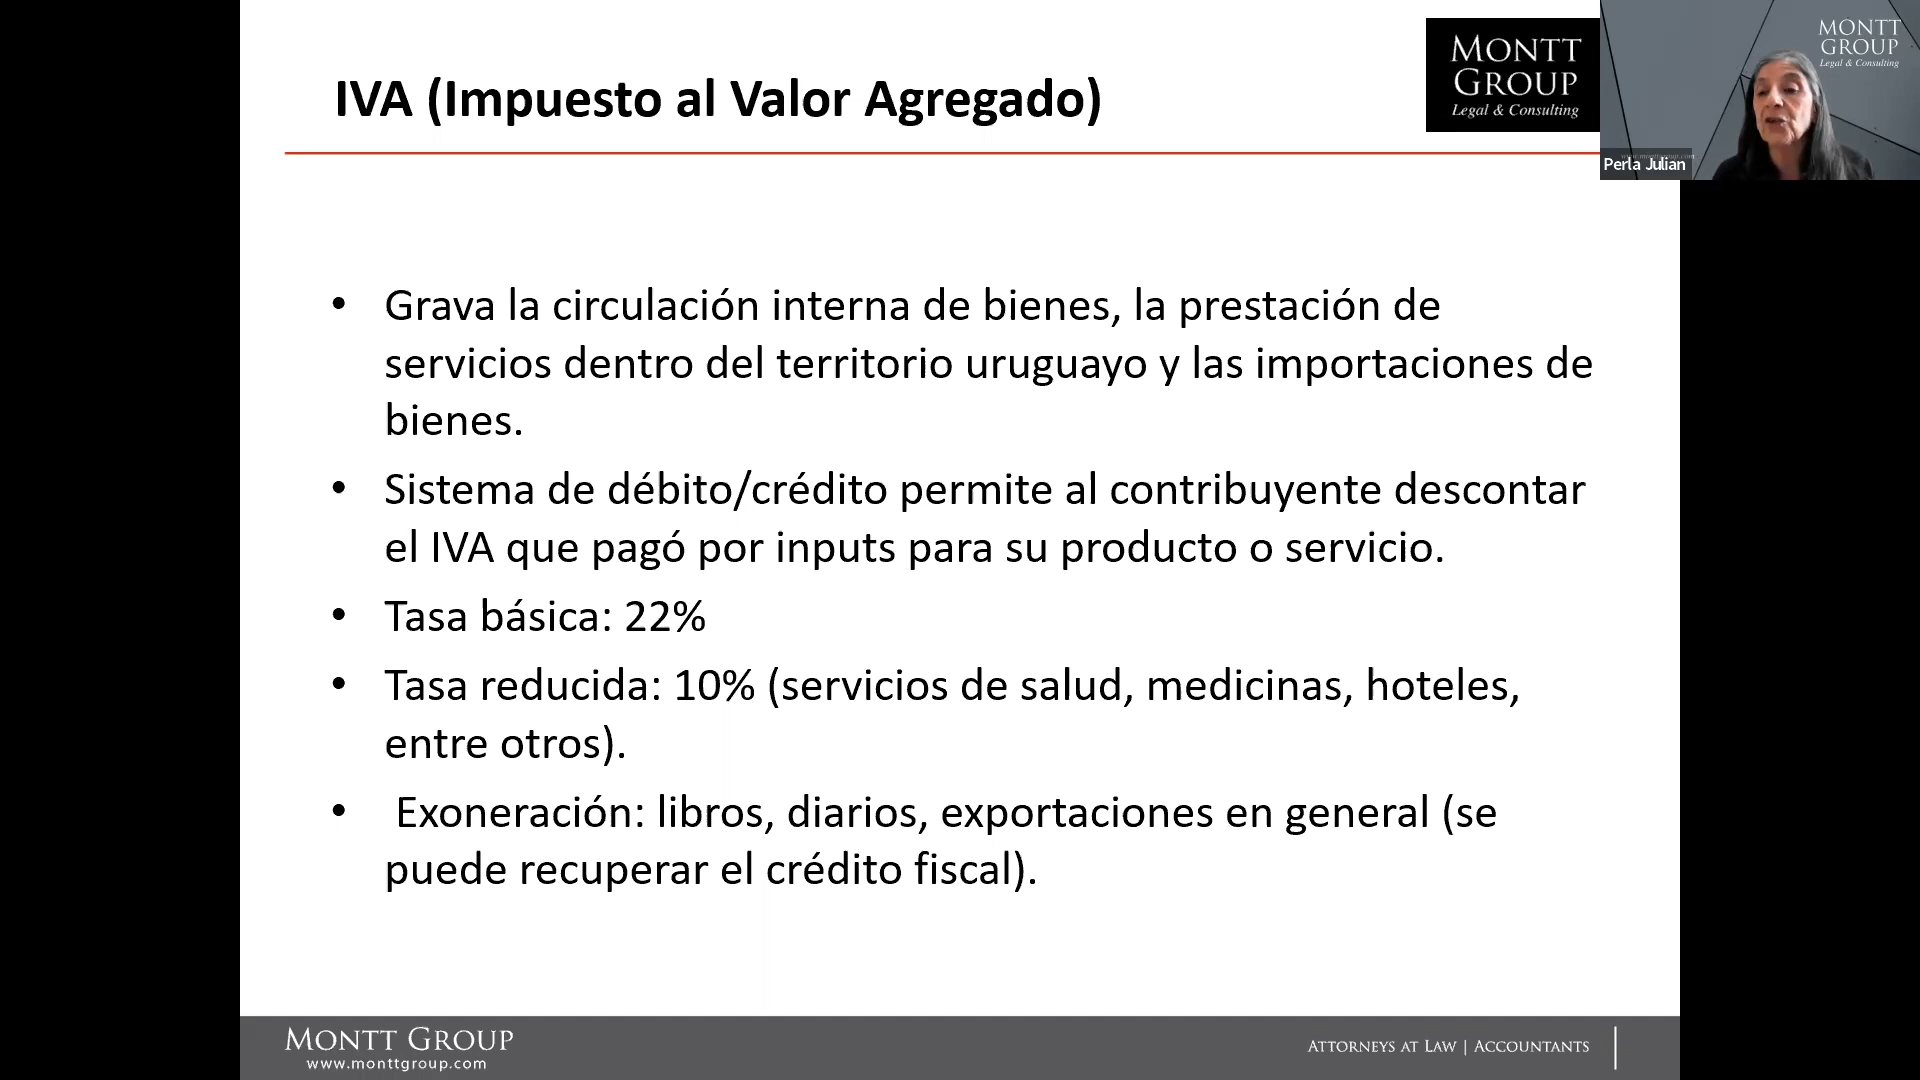 IVA (Impuesto al Valor Agregado)
MONTT
GROUP
Legal & Consulting
MONTT
GROUP
Legal & Consulting
Perla Julian
• Grava la circulación interna de bienes, la prestación de
servicios dentro del territorio uruguayo y las importaciones de
bienes.
• Sistema de débito/crédito permite al contribuyente descontar
el IVA que pagó por inputs para su producto o servicio.
• Tasa básica: 22%
• Tasa reducida: 10% (servicios de salud, medicinas, hoteles,
entre otros).
• Exoneración: libros, diarios, exportaciones en general (se
puede recuperar el crédito fiscal).
MONTT GROUP
www.monttgroup.com
ATTORNEYS AT LAW | ACCOUNTANTS